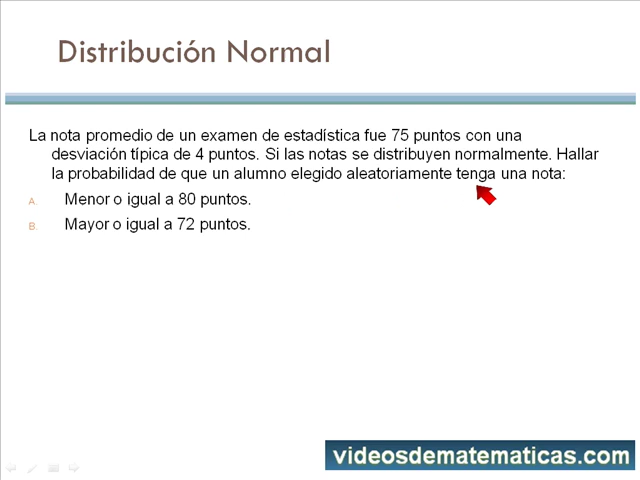 Distribución Normal
La nota promedio de un examen de estadística fue 75 puntos con una
desviación típica de 4 puntos. Si las notas se distribuyen normalmente. Hallar
la probabilidad de que un alumno elegido aleatoriamente tenga una nota:
A. Menor o igual a 80 puntos.
B. Mayor o igual a 72 puntos.
videosdematematicas.com